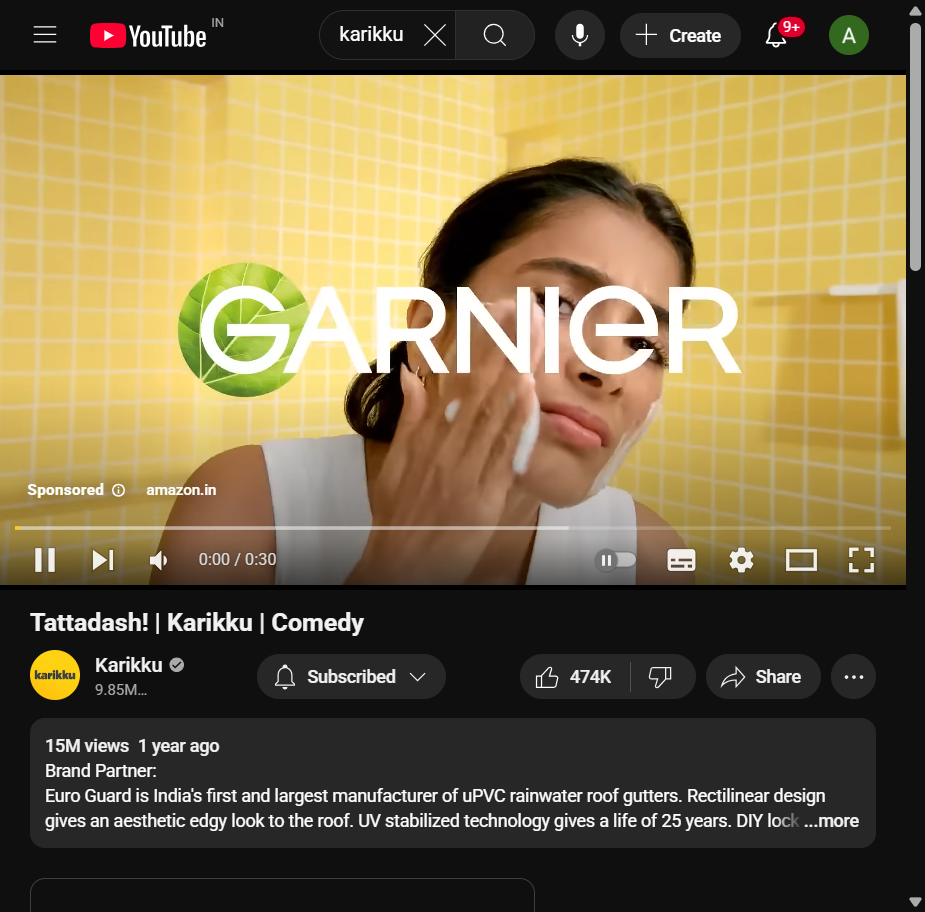 YouTube IN
karikku
Create
9+
A
GARNIER
Sponsored amazon.in
0:00 / 0:30
Tattadash! | Karikku | Comedy
karikku
Karikku
9.85M...
Subscribed
474K
Share
15M views 1 year ago
Brand Partner:
Euro Guard is India's first and largest manufacturer of uPVC rainwater roof gutters. Rectilinear design
gives an aesthetic edgy look to the roof. UV stabilized technology gives a life of 25 years. DIY lock ...more